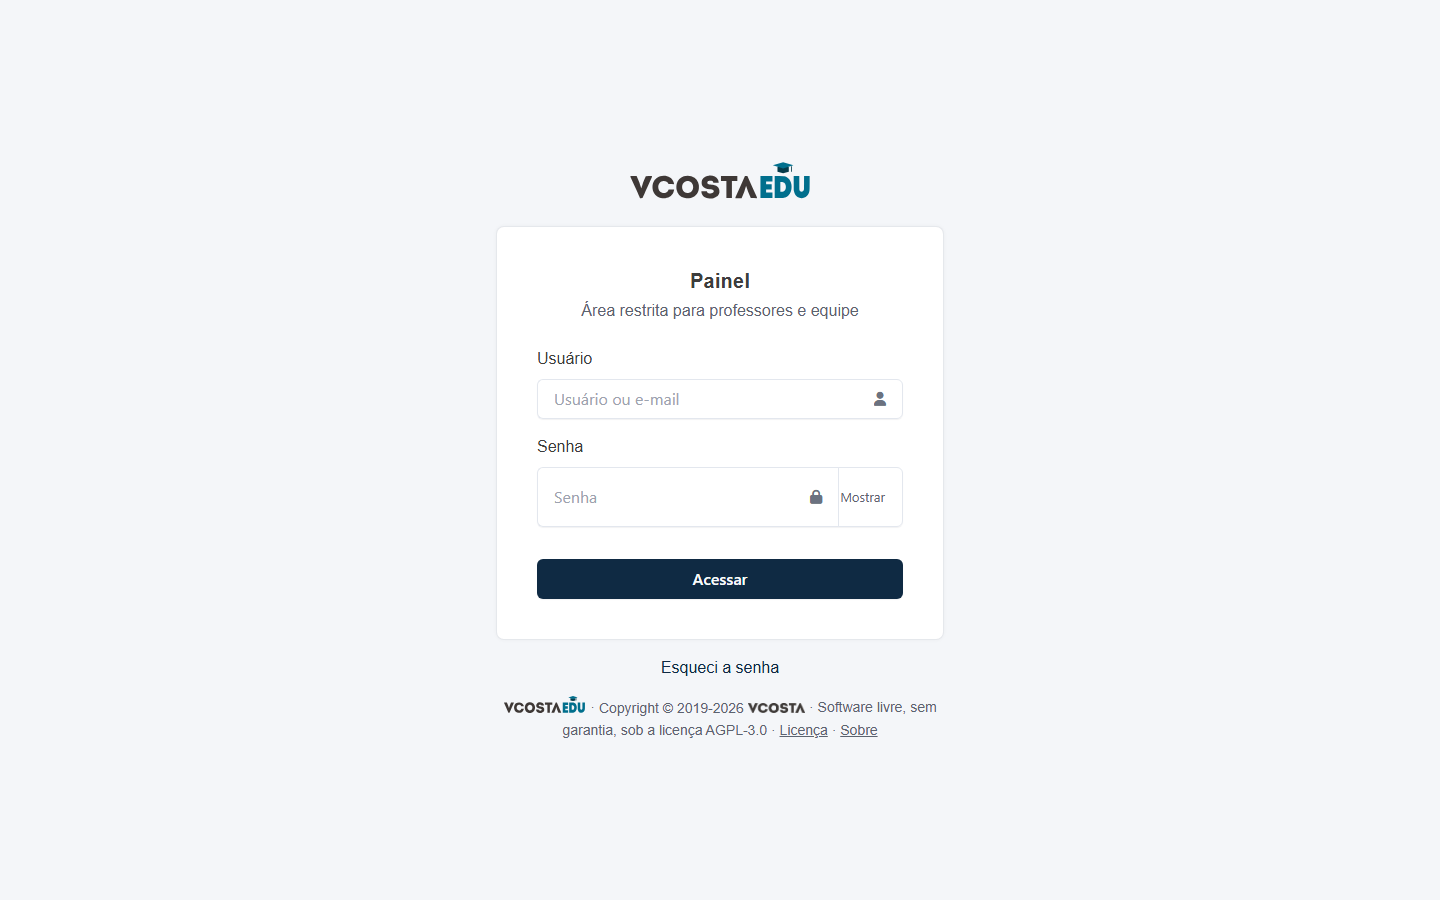 VCOSTAEDU
Painel
Área restrita para professores e equipe
Usuário
Usuário ou e-mail
Senha
Senha
Mostrar
Acessar
Esqueci a senha
VCOSTAEDU · Copyright © 2019-2026 VCOSTA · Software livre, sem
garantia, sob a licença AGPL-3.0 · Licença · Sobre